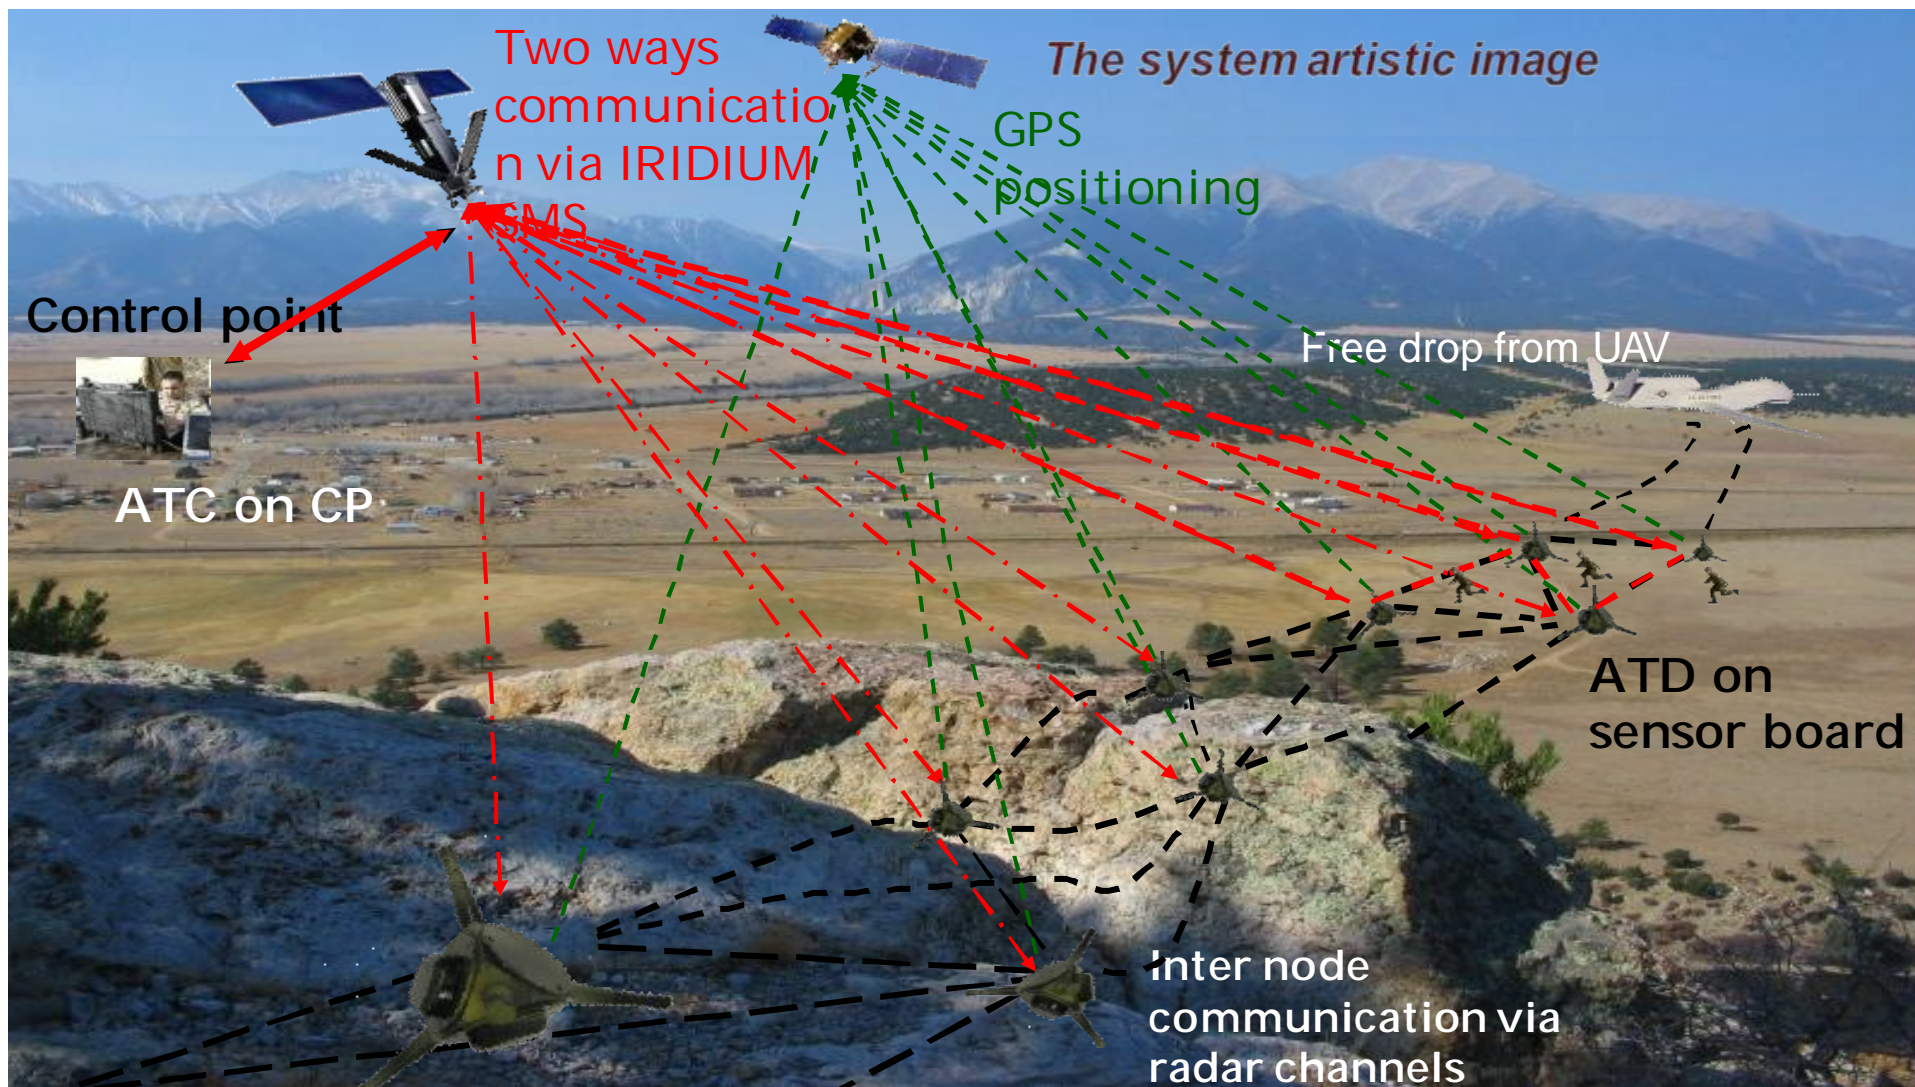 Two ways
communicatio
n via IRIDIUM
SMS
The system artistic image
GPS
positioning
Control point
Free drop from UAV
ATC on CP
ATD on
sensor board
Inter node
communication via
radar channels